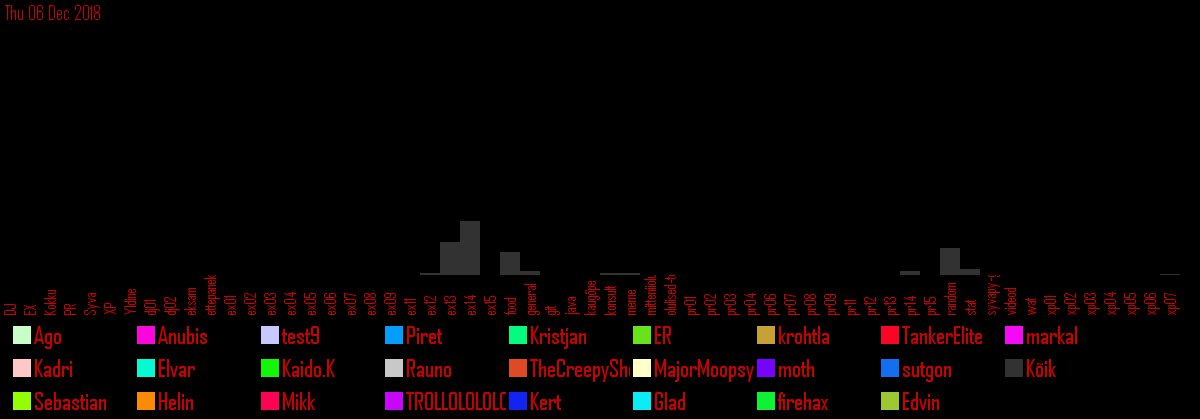 Thu 06 Dec 2018
DJ EX Kokku PR Syva XP Yldine dj01 dj02 eksam ettepanek ex01 ex02 ex03 ex04 ex05 ex06 ex07 ex08 ex09 ex11 ex12 ex13 ex14 ex15 food general git java kaugõpe konsult meme mitteniiolul. olulised-h pr01 pr02 pr03 pr04 pr06 pr07 pr08 pr09 pr11 pr12 pr13 pr14 pr15 random stat videod wat xp01 xp02 xp03 xp04 xp05 xp06 xp07
Ago Anubis test9 Piret Kristjan ER krohtla TankerElite markal
Kadri Elvar Kaido.K Rauno TheCreepySh MajorMoopsy moth sutgon Kõik
Sebastian Helin Mikk TROLLOLOLOLO Kert Glad firehax Edvin